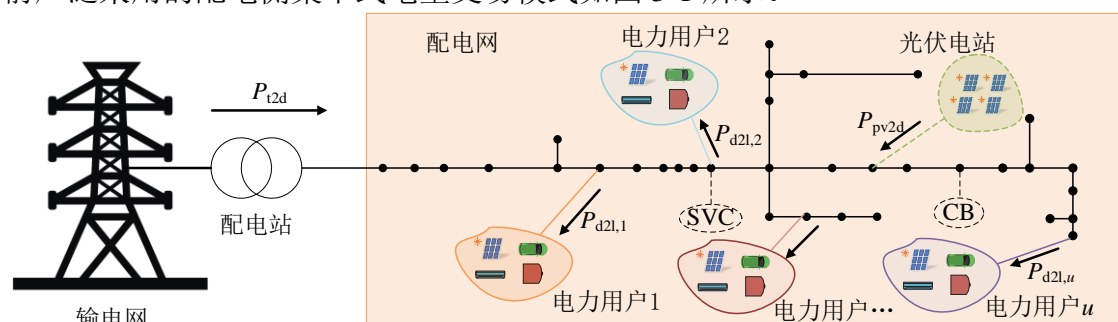 配电网
电力用户2
光伏电站
Pt2d
Pd2l,2
Ppv2d
配电站
SVC
CB
Pd2l,1
Pd2l,u
电力用户1
电力用户…
电力用户u
输电网